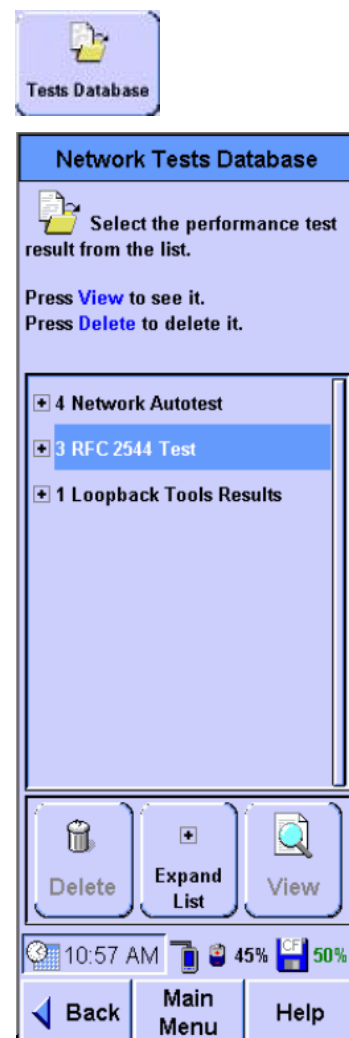 Tests Database
Network Tests Database
Select the performance test
result from the list.
Press View to see it.
Press Delete to delete it.
4 Network Autotest
3 RFC 2544 Test
1 Loopback Tools Results
Delete
Expand
List
View
10:57 AM 45% CF 50%
Back
Main
Menu
Help